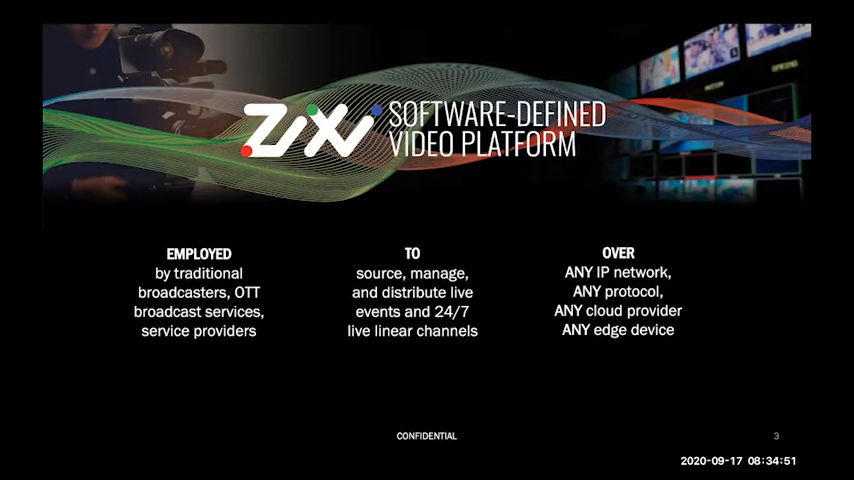 ZiXi SOFTWARE-DEFINED
VIDEO PLATFORM
EMPLOYED
by traditional
broadcasters, OTT
broadcast services,
service providers
TO
source, manage,
and distribute live
events and 24/7
live linear channels
OVER
ANY IP network,
ANY protocol,
ANY cloud provider
ANY edge device
CONFIDENTIAL
3
2020-09-17 08:34:51